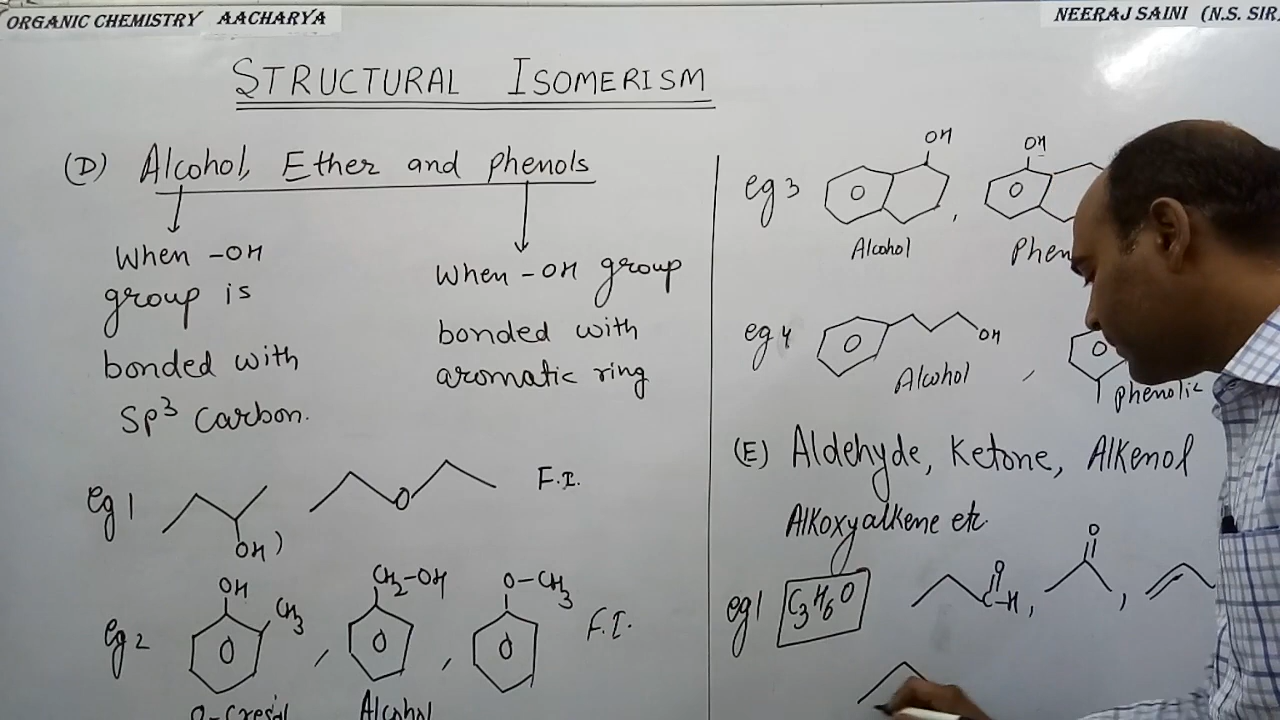 ORGANIC CHEMISTRY AACHARYA
NEERAJ SAINI (N.S. SIR)
STRUCTURAL ISOMERISM
(D) Alcohol, Ether and phenols
When -OH
group is
bonded with
SP³ Carbon.
When -OH group
bonded with
aromatic ring
eg 1
OH
)
O
F.I.
eg 2
OH
CH₃
,
CH₂-OH
,
O-CH₃
F.I.
O-Cresol
Alcohol
eg 3
OH
,
OH
Alcohol
Phen
eg 4
OH
Alcohol
,
phenolic
(E) Aldehyde, Ketone, Alkenol
Alkoxyalkene etc.
eg 1
C₃H₆O
O
C-H,
O
,